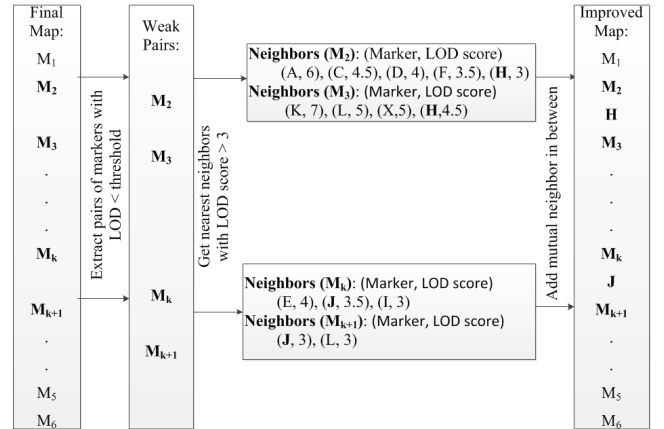 Final
Map:
M1
M2
M3
.
.
.
Mk
Mk+1
.
.
M5
M6
Extract pairs of markers with
LOD < threshold
Weak
Pairs:
M2
M3
Mk
Mk+1
Get nearest neighbors
with LOD score > 3
Neighbors (M2): (Marker, LOD score)
(A, 6), (C, 4.5), (D, 4), (F, 3.5), (H, 3)
Neighbors (M3): (Marker, LOD score)
(K, 7), (L, 5), (X,5), (H,4.5)
Neighbors (Mk): (Marker, LOD score)
(E, 4), (J, 3.5), (I, 3)
Neighbors (Mk+1): (Marker, LOD score)
(J, 3), (L, 3)
Add mutual neighbor in between
Improved
Map:
M1
M2
H
M3
.
.
.
Mk
J
Mk+1
.
.
M5
M6